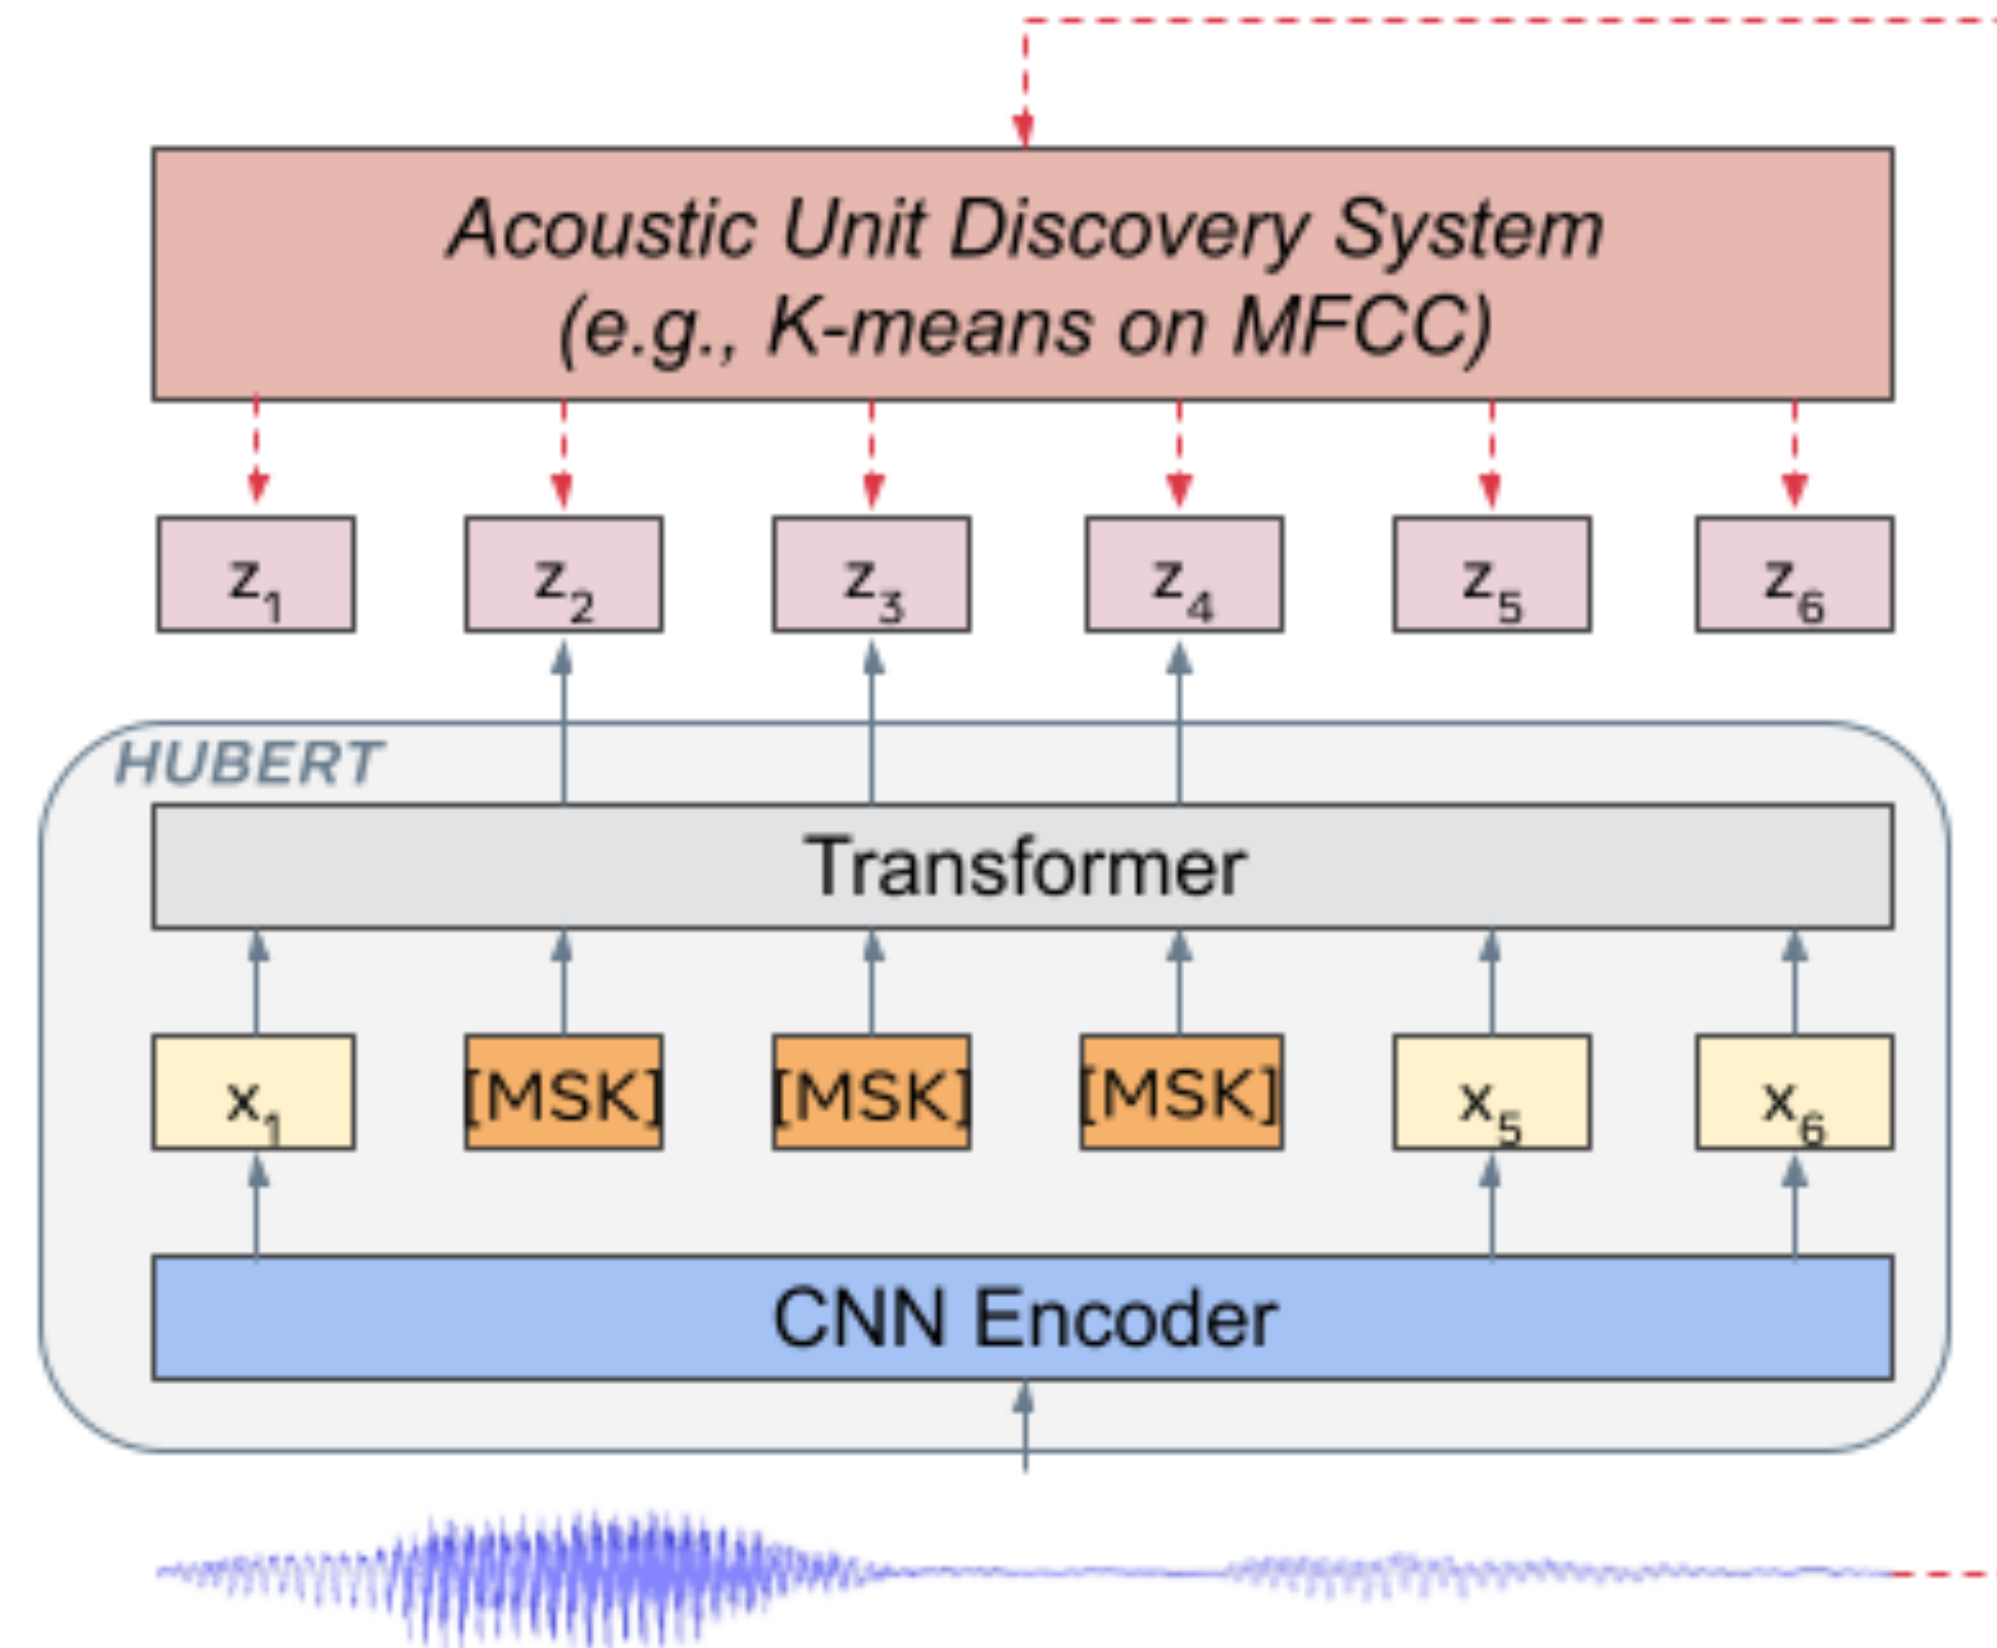 Acoustic Unit Discovery System
(e.g., K-means on MFCC)
z1 z2 z3 z4 z5 z6
HUBERT
Transformer
x1 [MSK] [MSK] [MSK] x5 x6
CNN Encoder